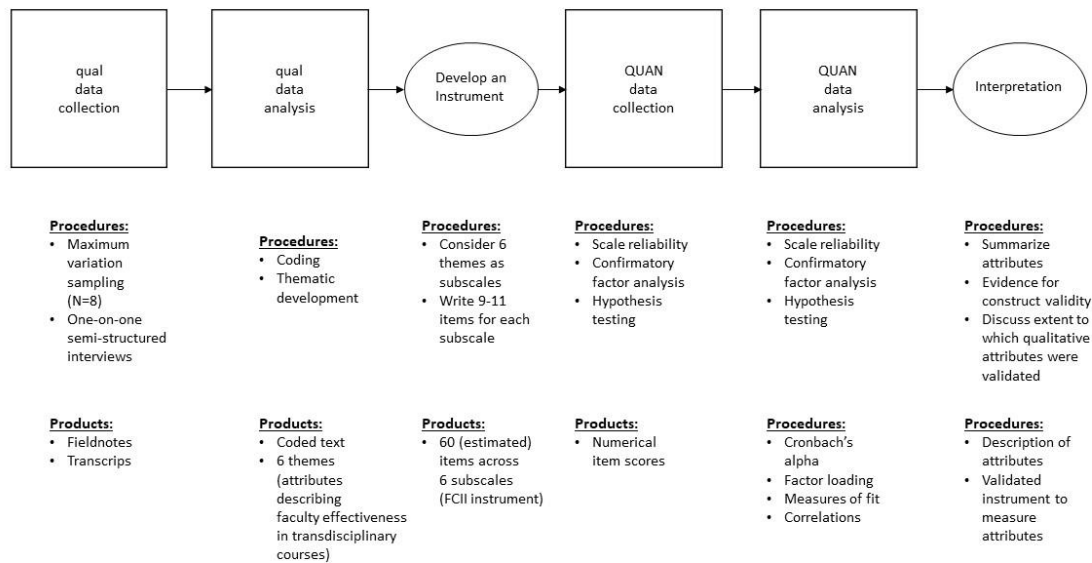 qual
data
collection
qual
data
analysis
Develop an
Instrument
QUAN
data
collection
QUAN
data
analysis
Interpretation
Procedures:
• Maximum
variation
sampling
(N=8)
• One-on-one
semi-structured
interviews
Procedures:
• Coding
• Thematic
development
Procedures:
• Consider 6
themes as
subscales
• Write 9-11
items for each
subscale
Procedures:
• Scale reliability
• Confirmatory
factor analysis
• Hypothesis
testing
Procedures:
• Scale reliability
• Confirmatory
factor analysis
• Hypothesis
testing
Procedures:
• Summarize
attributes
• Evidence for
construct validity
• Discuss extent to
which qualitative
attributes were
validated
Products:
• Fieldnotes
• Transcrips
Products:
• Coded text
• 6 themes
(attributes
describing
faculty effectiveness
in transdisciplinary
courses)
Products:
• 60 (estimated)
items across
6 subscales
(FCII instrument)
Products:
• Numerical
item scores
Procedures:
• Cronbach's
alpha
• Factor loading
• Measures of fit
• Correlations
Procedures:
• Description of
attributes
• Validated
instrument to
measure
attributes